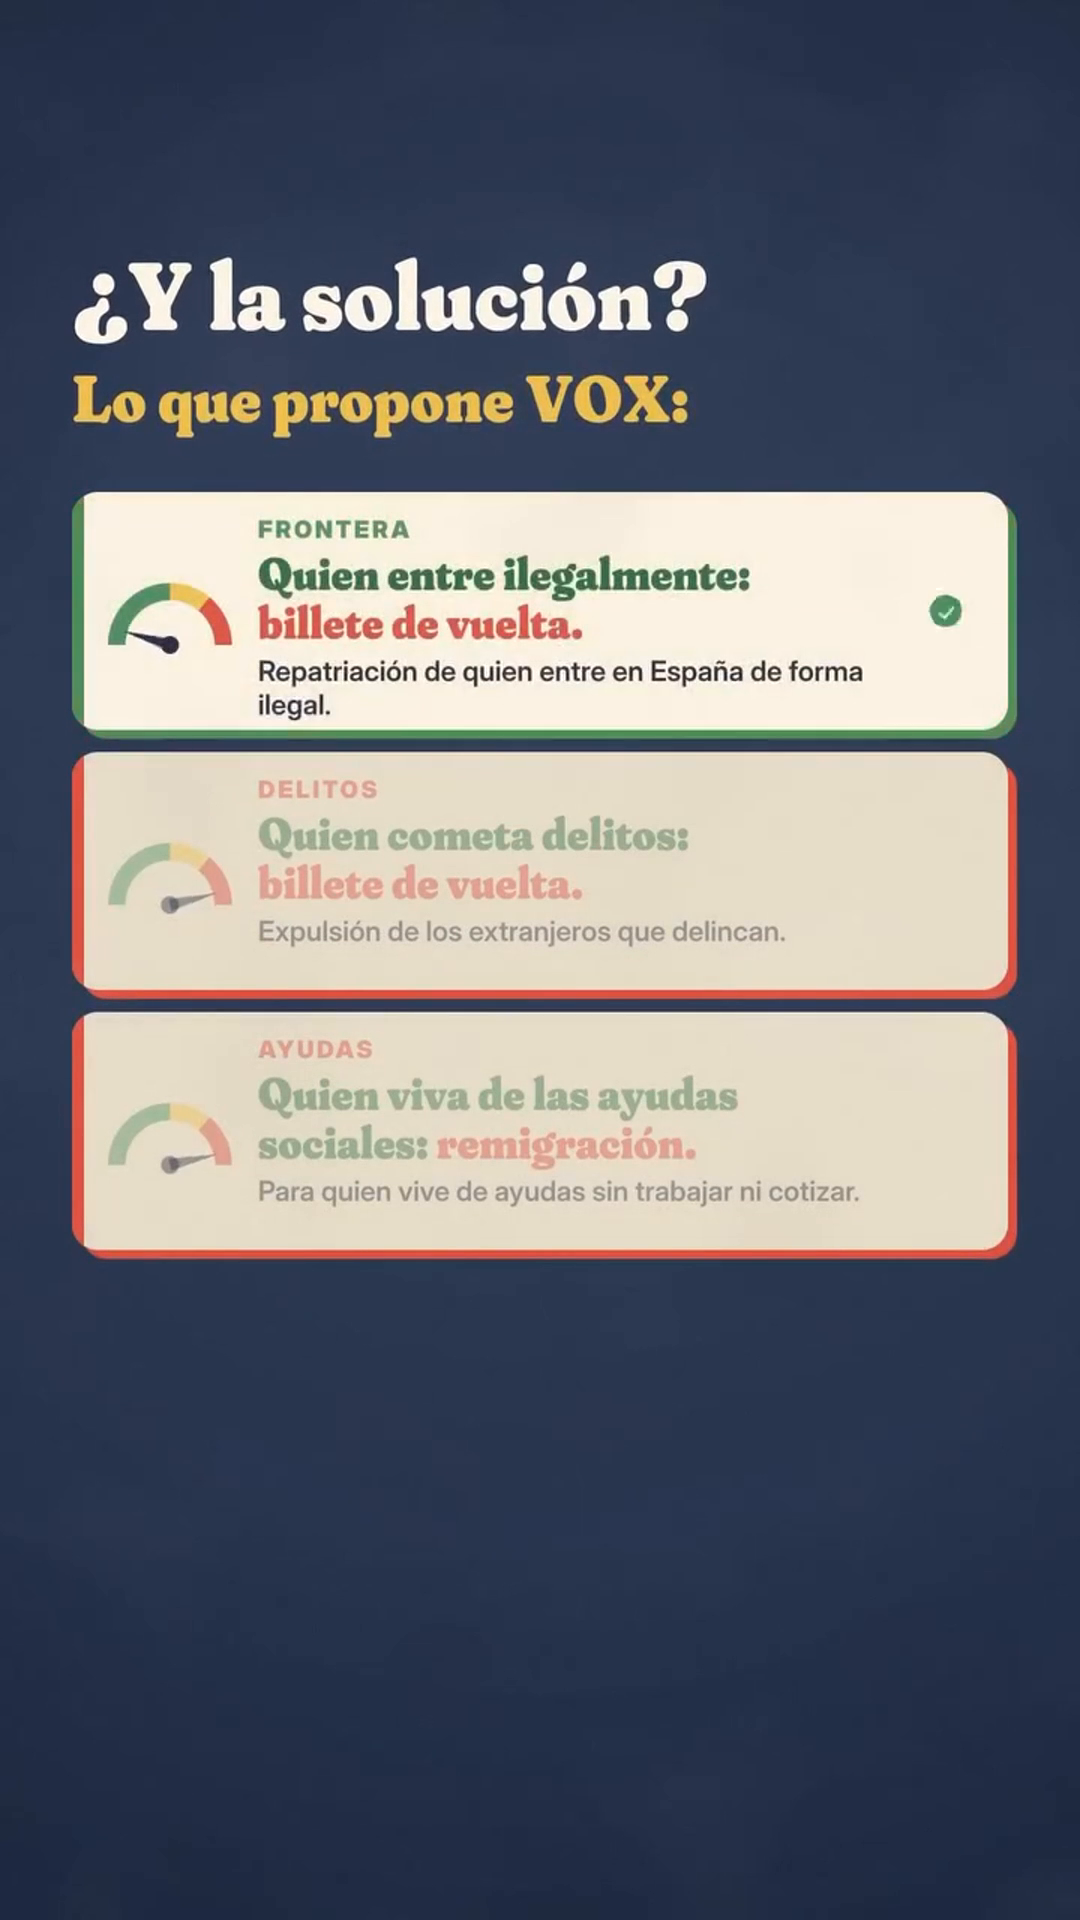 ¿Y la solución?
Lo que propone VOX:
FRONTERA
Quien entre ilegalmente:
billete de vuelta.
Repatriación de quien entre en España de forma
ilegal.
DELITOS
Quien cometa delitos:
billete de vuelta.
Expulsión de los extranjeros que delincan.
AYUDAS
Quien viva de las ayudas
sociales: remigración.
Para quien vive de ayudas sin trabajar ni cotizar.